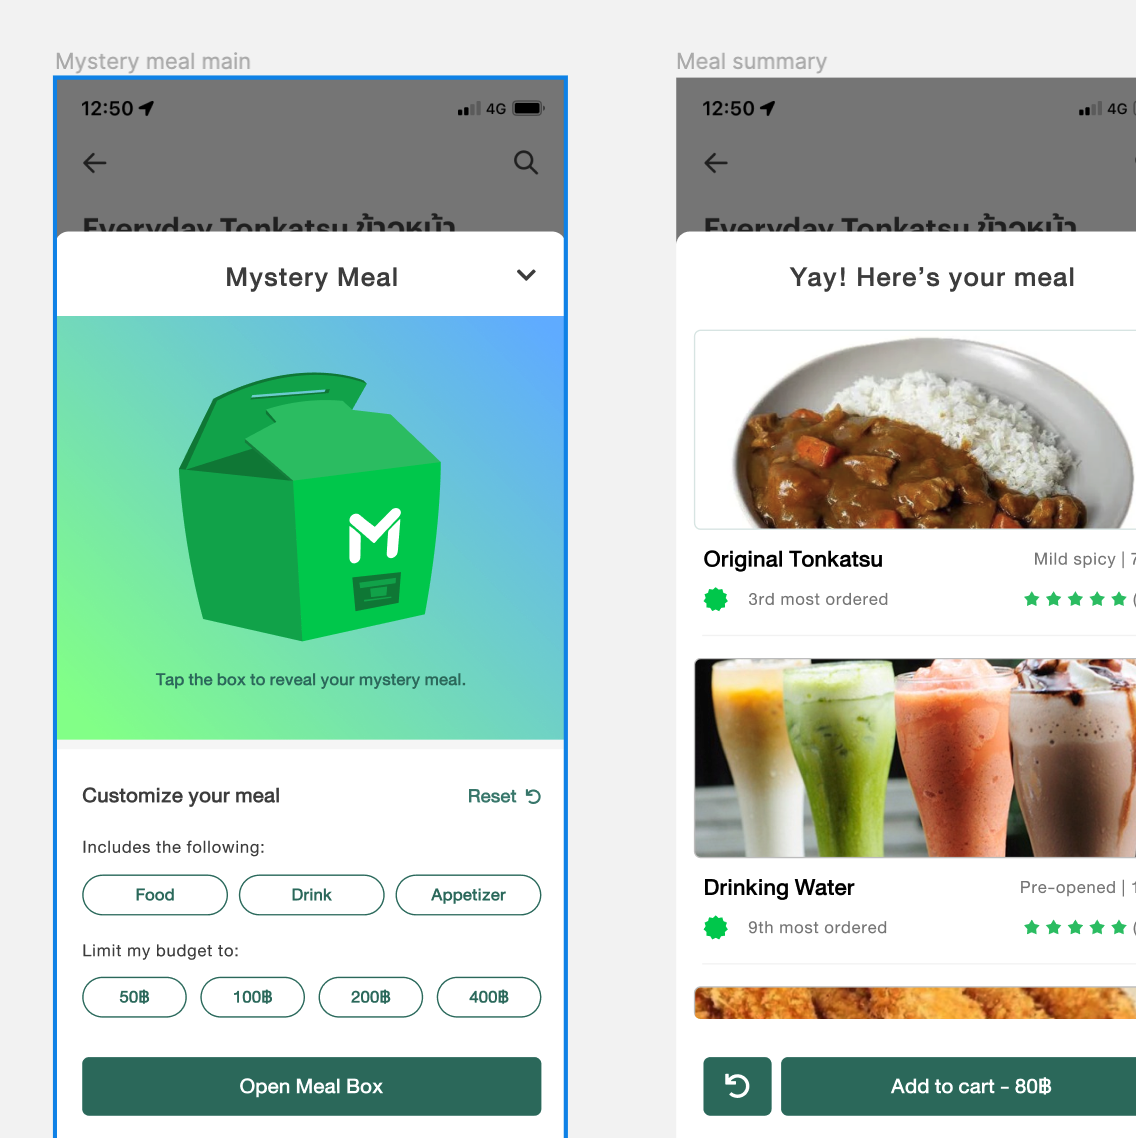 Mystery meal main
12:50
4G
Everyday Tonkatsu ข้าวหน้า
Mystery Meal
M
Tap the box to reveal your mystery meal.
Customize your meal
Reset
Includes the following:
Food
Drink
Appetizer
Limit my budget to:
50฿
100฿
200฿
400฿
Open Meal Box
Meal summary
12:50
4G
Everyday Tonkatsu ข้าวหน้า
Yay! Here’s your meal
Original Tonkatsu
Mild spicy | 7
3rd most ordered
(
Drinking Water
Pre-opened | 1
9th most ordered
(
Add to cart - 80฿